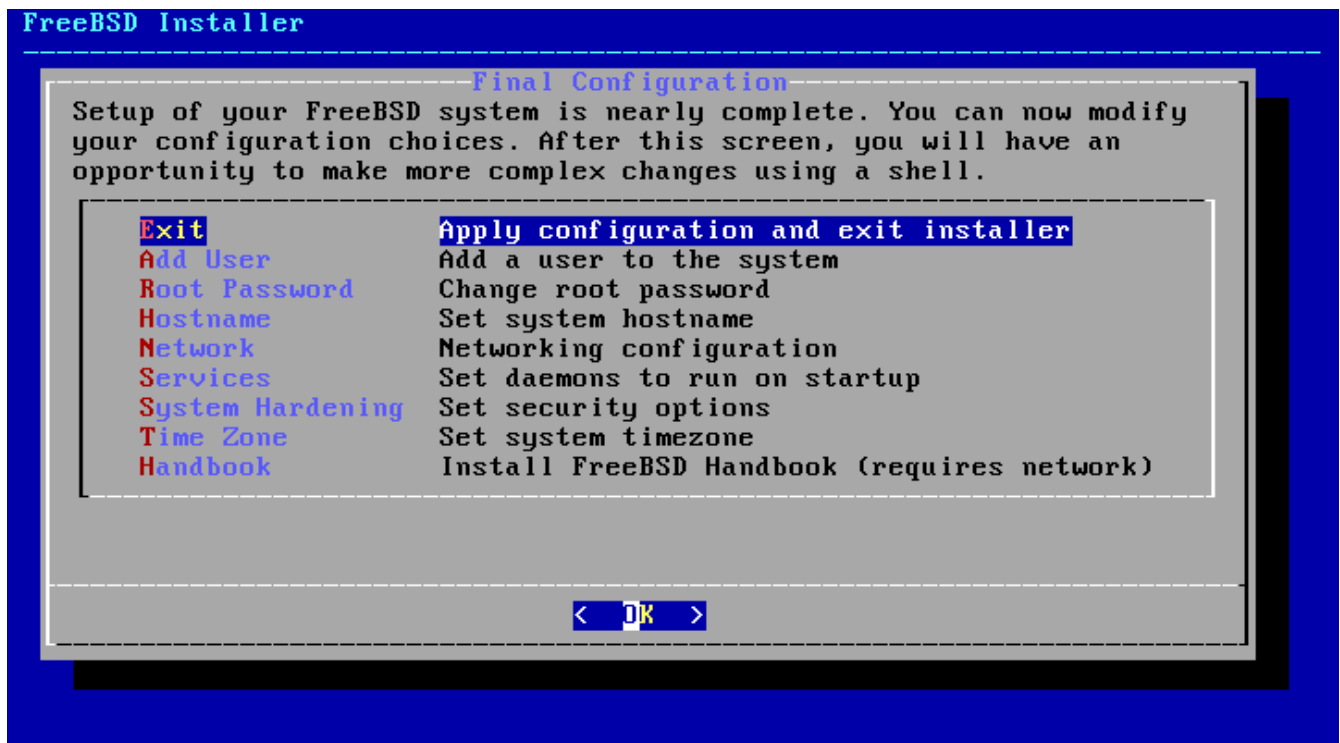 FreeBSD Installer
Final Configuration
Setup of your FreeBSD system is nearly complete. You can now modify
your configuration choices. After this screen, you will have an
opportunity to make more complex changes using a shell.
Exit Apply configuration and exit installer
Add User Add a user to the system
Root Password Change root password
Hostname Set system hostname
Network Networking configuration
Services Set daemons to run on startup
System Hardening Set security options
Time Zone Set system timezone
Handbook Install FreeBSD Handbook (requires network)
< OK >